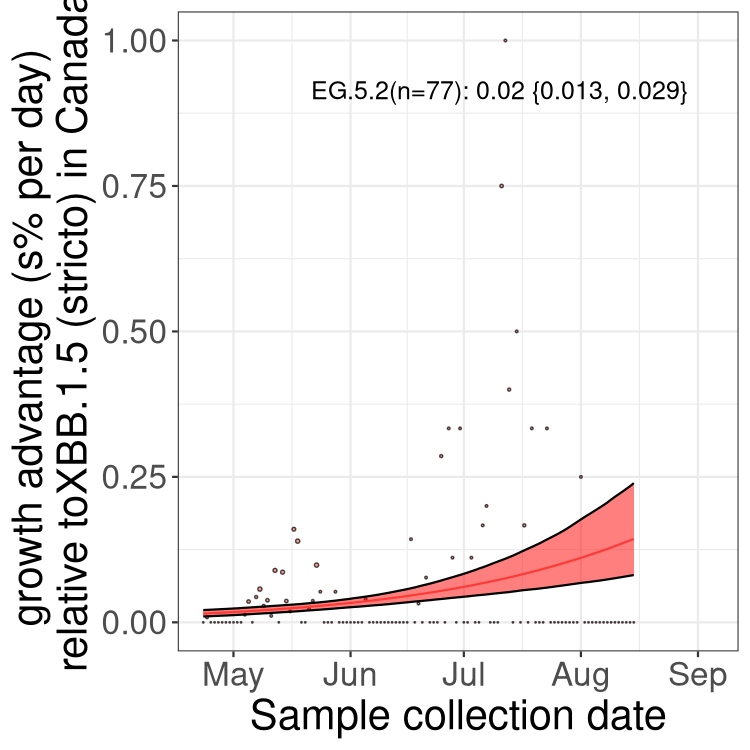 growth advantage (s% per day)
relative toXBB.1.5 (stricto) in Canada
1.00
0.75
0.50
0.25
0.00
EG.5.2(n=77): 0.02 {0.013, 0.029}
May Jun Jul Aug Sep
Sample collection date